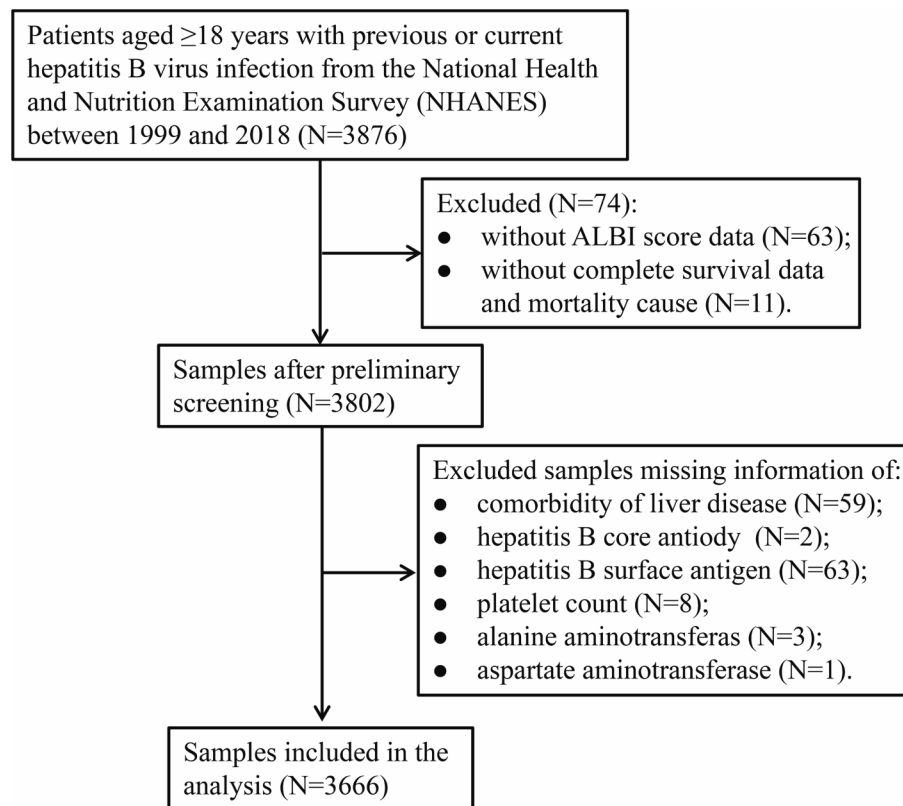 Patients aged ≥18 years with previous or current
hepatitis B virus infection from the National Health
and Nutrition Examination Survey (NHANES)
between 1999 and 2018 (N=3876)
Excluded (N=74):
● without ALBI score data (N=63);
● without complete survival data
and mortality cause (N=11).
Samples after preliminary
screening (N=3802)
Excluded samples missing information of:
● comorbidity of liver disease (N=59);
● hepatitis B core antiody (N=2);
● hepatitis B surface antigen (N=63);
● platelet count (N=8);
● alanine aminotransferas (N=3);
● aspartate aminotransferase (N=1).
Samples included in the
analysis (N=3666)